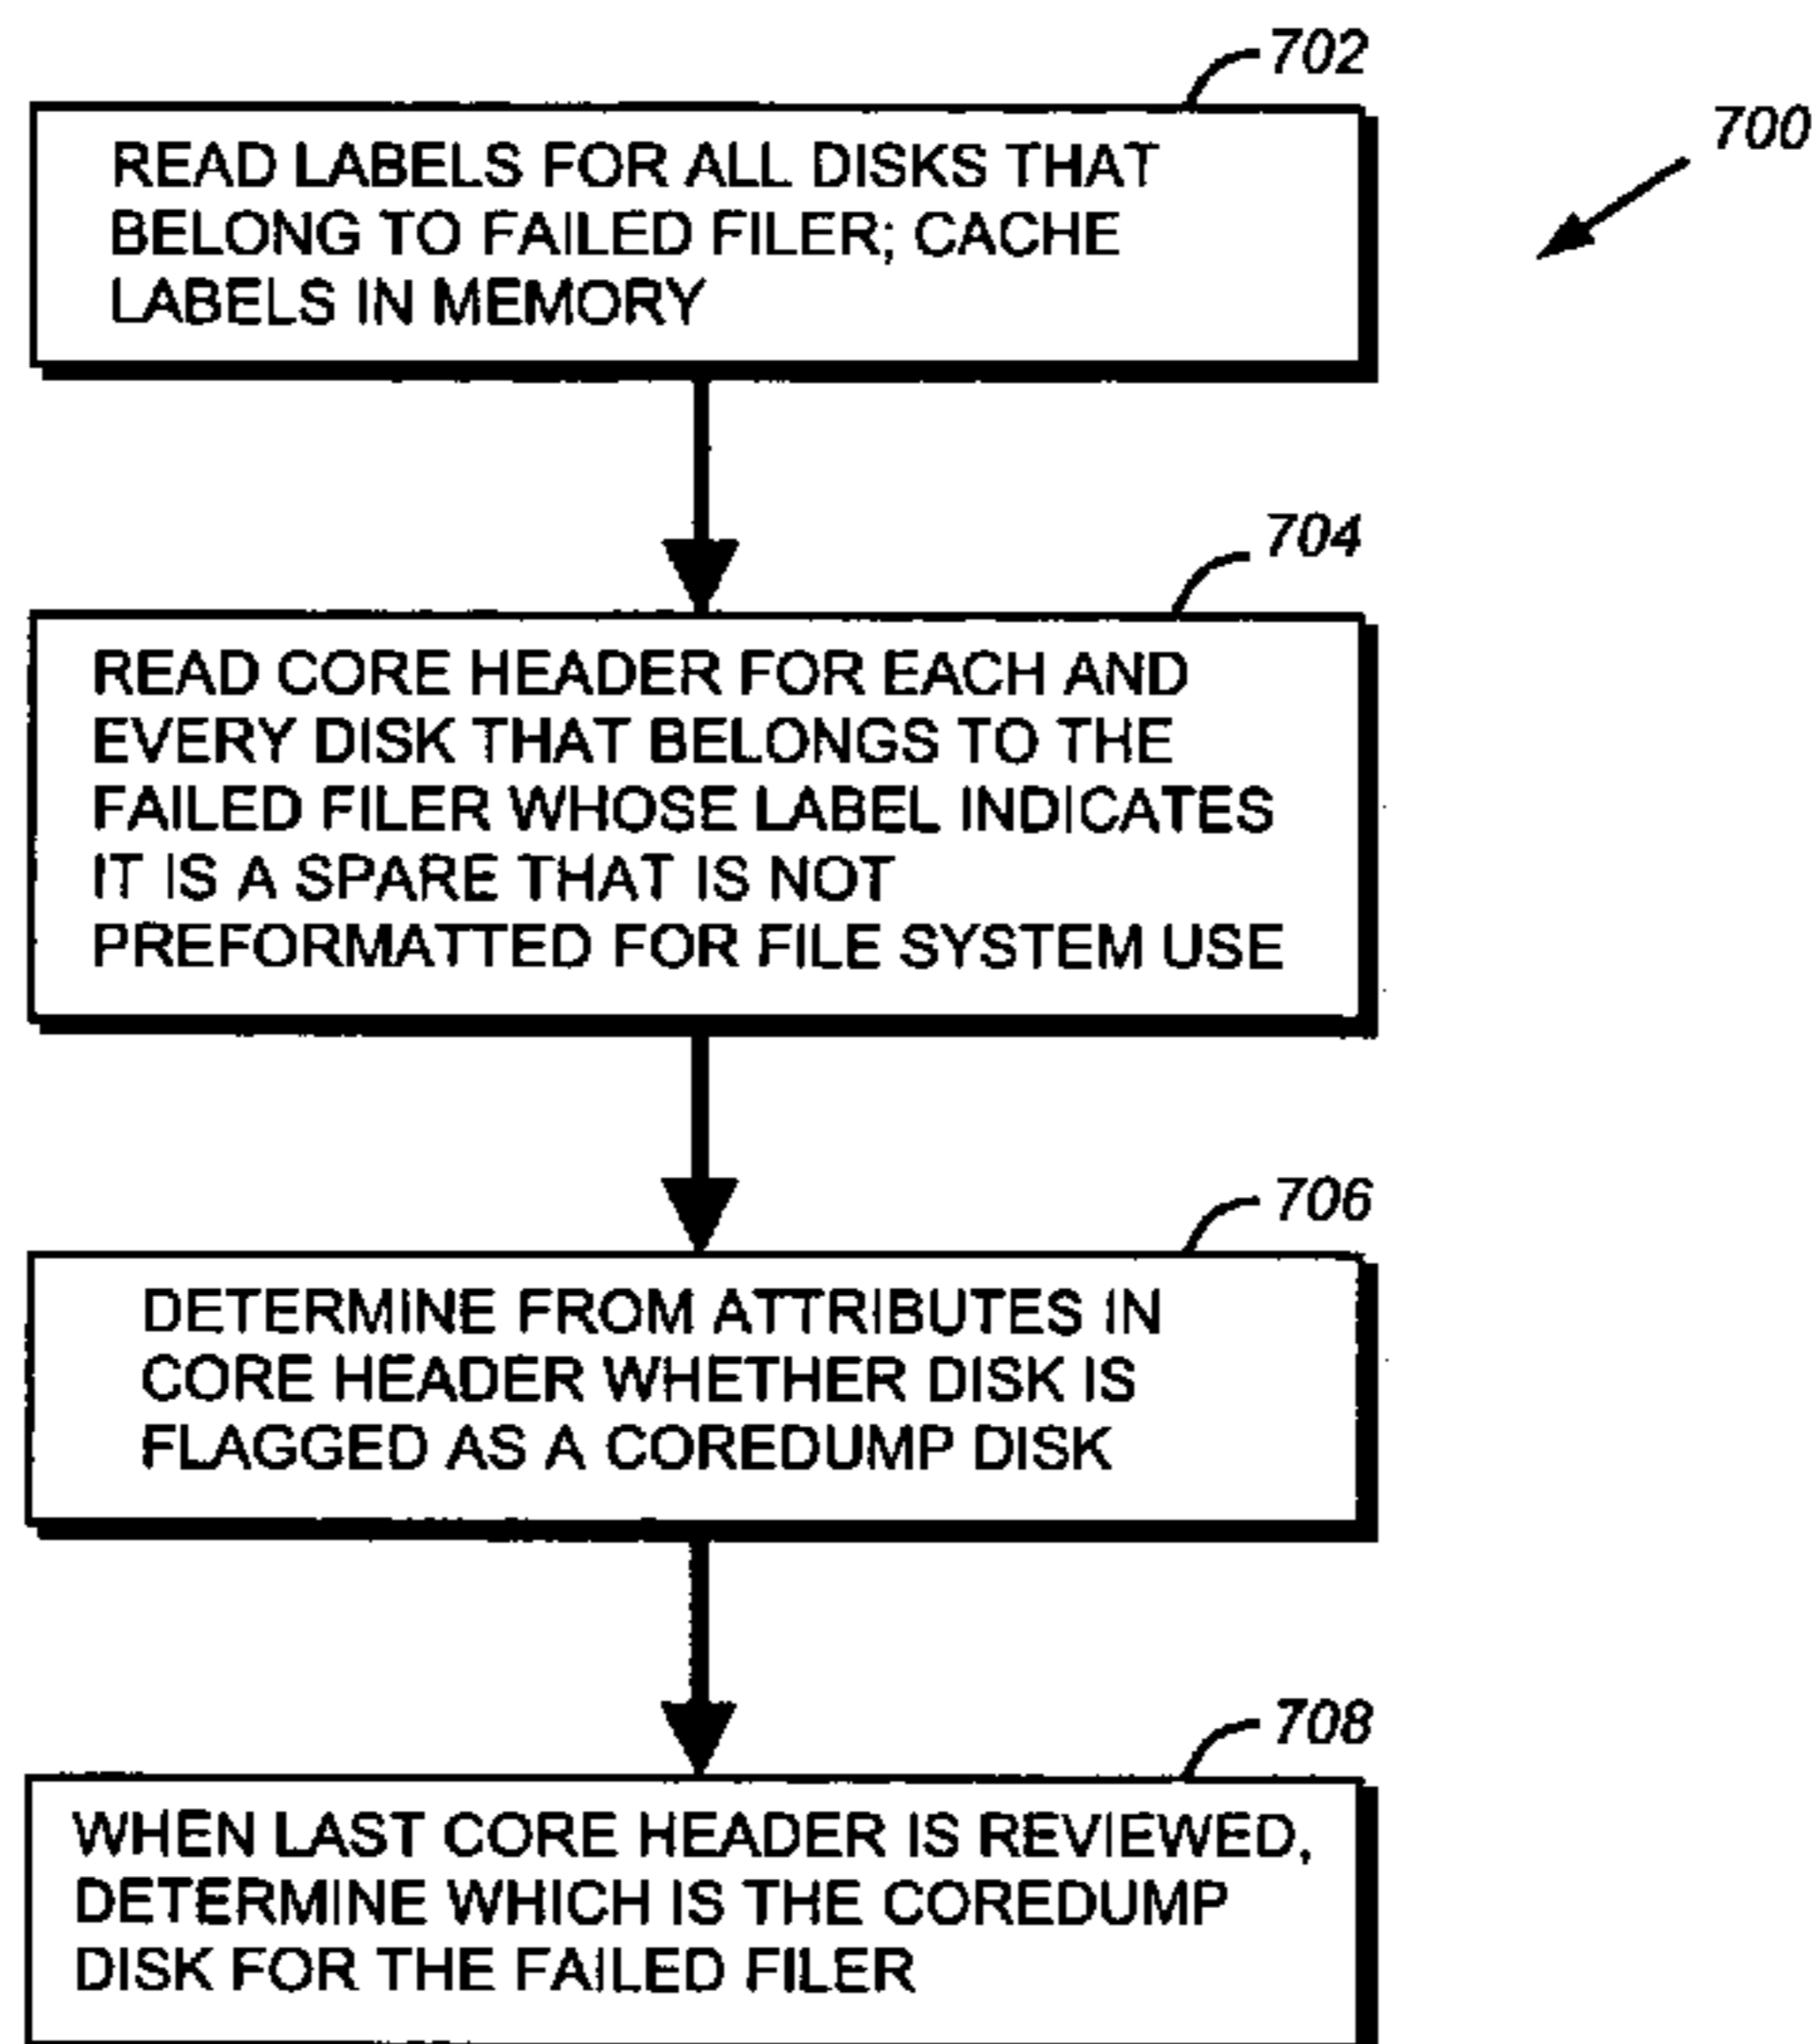 702
700
READ LABELS FOR ALL DISKS THAT
BELONG TO FAILED FILER; CACHE
LABELS IN MEMORY
704
READ CORE HEADER FOR EACH AND
EVERY DISK THAT BELONGS TO THE
FAILED FILER WHOSE LABEL INDICATES
IT IS A SPARE THAT IS NOT
PREFORMATTED FOR FILE SYSTEM USE
706
DETERMINE FROM ATTRIBUTES IN
CORE HEADER WHETHER DISK IS
FLAGGED AS A COREDUMP DISK
708
WHEN LAST CORE HEADER IS REVIEWED,
DETERMINE WHICH IS THE COREDUMP
DISK FOR THE FAILED FILER